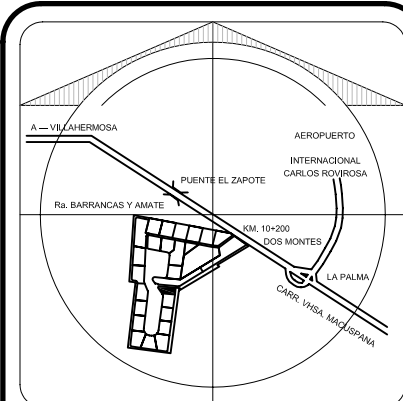 A — VILLAHERMOSA
AEROPUERTO
INTERNACIONAL
CARLOS ROVIROSA
PUENTE EL ZAPOTE
Ra. BARRANCAS Y AMATE
KM. 10+200
DOS MONTES
LA PALMA
CARR. VHSA. MACUSPANA